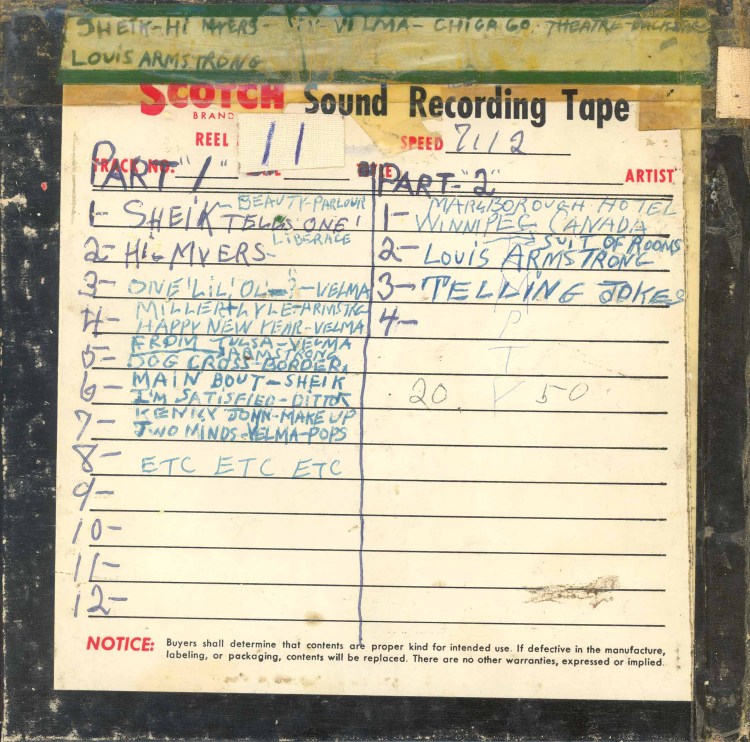 SHEIK-HI MYERS- VELMA-CHICAGO. THEATRE-BACKSTAGE
LOUIS ARMSTRONG
SCOTCH Sound Recording Tape
BRAND
REEL 11 SPEED 7 1/2
TRACK NO. ARTIST
PART "1"
1- SHEIK TELLS ONE! - BEAUTY-PARLOUR
LIBERACE
2- HI-MYERS-
3- ONE 'LIL' OL-"?-VELMA
4- MILLER+LYLE-ARMSTRG
HAPPY NEW YEAR-VELMA
5- FROM TULSA-VELMA
ARMSTRONG
DOG CROSS-BORDER,
6- MAIN BOUT-SHEIK
I'M SATISFIED-DITTOS
7- JOHN-MAKE UP
TWO MINDS-VELMA-POPS
8- ETC ETC ETC
9-
10-
11-
12-
PART-"2"
1- MARLBOROUGH HOTEL
WINNIPEG CANADA
SUIT OF ROOMS
2- LOUIS ARMSTRONG
3- TELLING JOKES
4-
20 50
NOTICE: Buyers shall determine that contents are proper kind for intended use. If defective in the manufacture,
labeling, or packaging, contents will be replaced. There are no other warranties, expressed or implied.